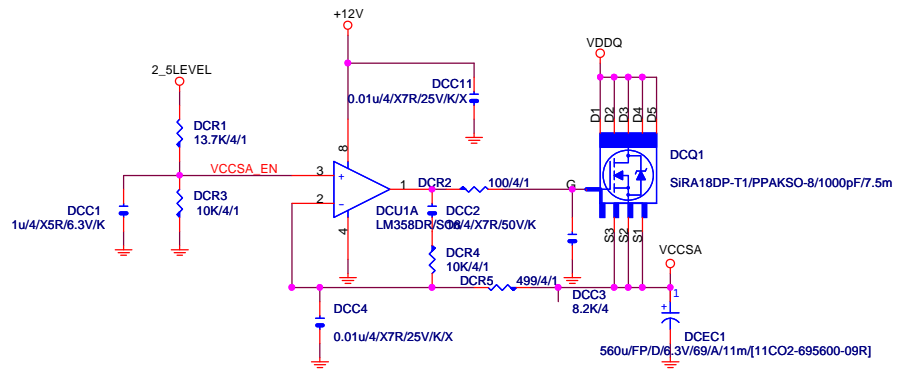 +12V
VDDQ
2_5LEVEL
DCC11
0.01u/4/X7R/25V/K/X
D1
D2
D3
D4
D5
DCR1
13.7K/4/1
8
DCQ1
VCCSA_EN
3
+
1
DCR2
100/4/1
G
SiRA18DP-T1/PPAKSO-8/1000pF/7.5m
DCR3
10K/4/1
2
-
DCC1
1u/4/X5R/6.3V/K
DCU1A
DCC2
LM358DR/SO8
/4/X7R/50V/K
4
S3
S2
S1
DCR4
10K/4/1
VCCSA
DCR5
499/4/1
DCC3
8.2K/4
1
+
DCC4
0.01u/4/X7R/25V/K/X
DCEC1
560u/FP/D/6.3V/69/A/11m/[11CO2-695600-09R]